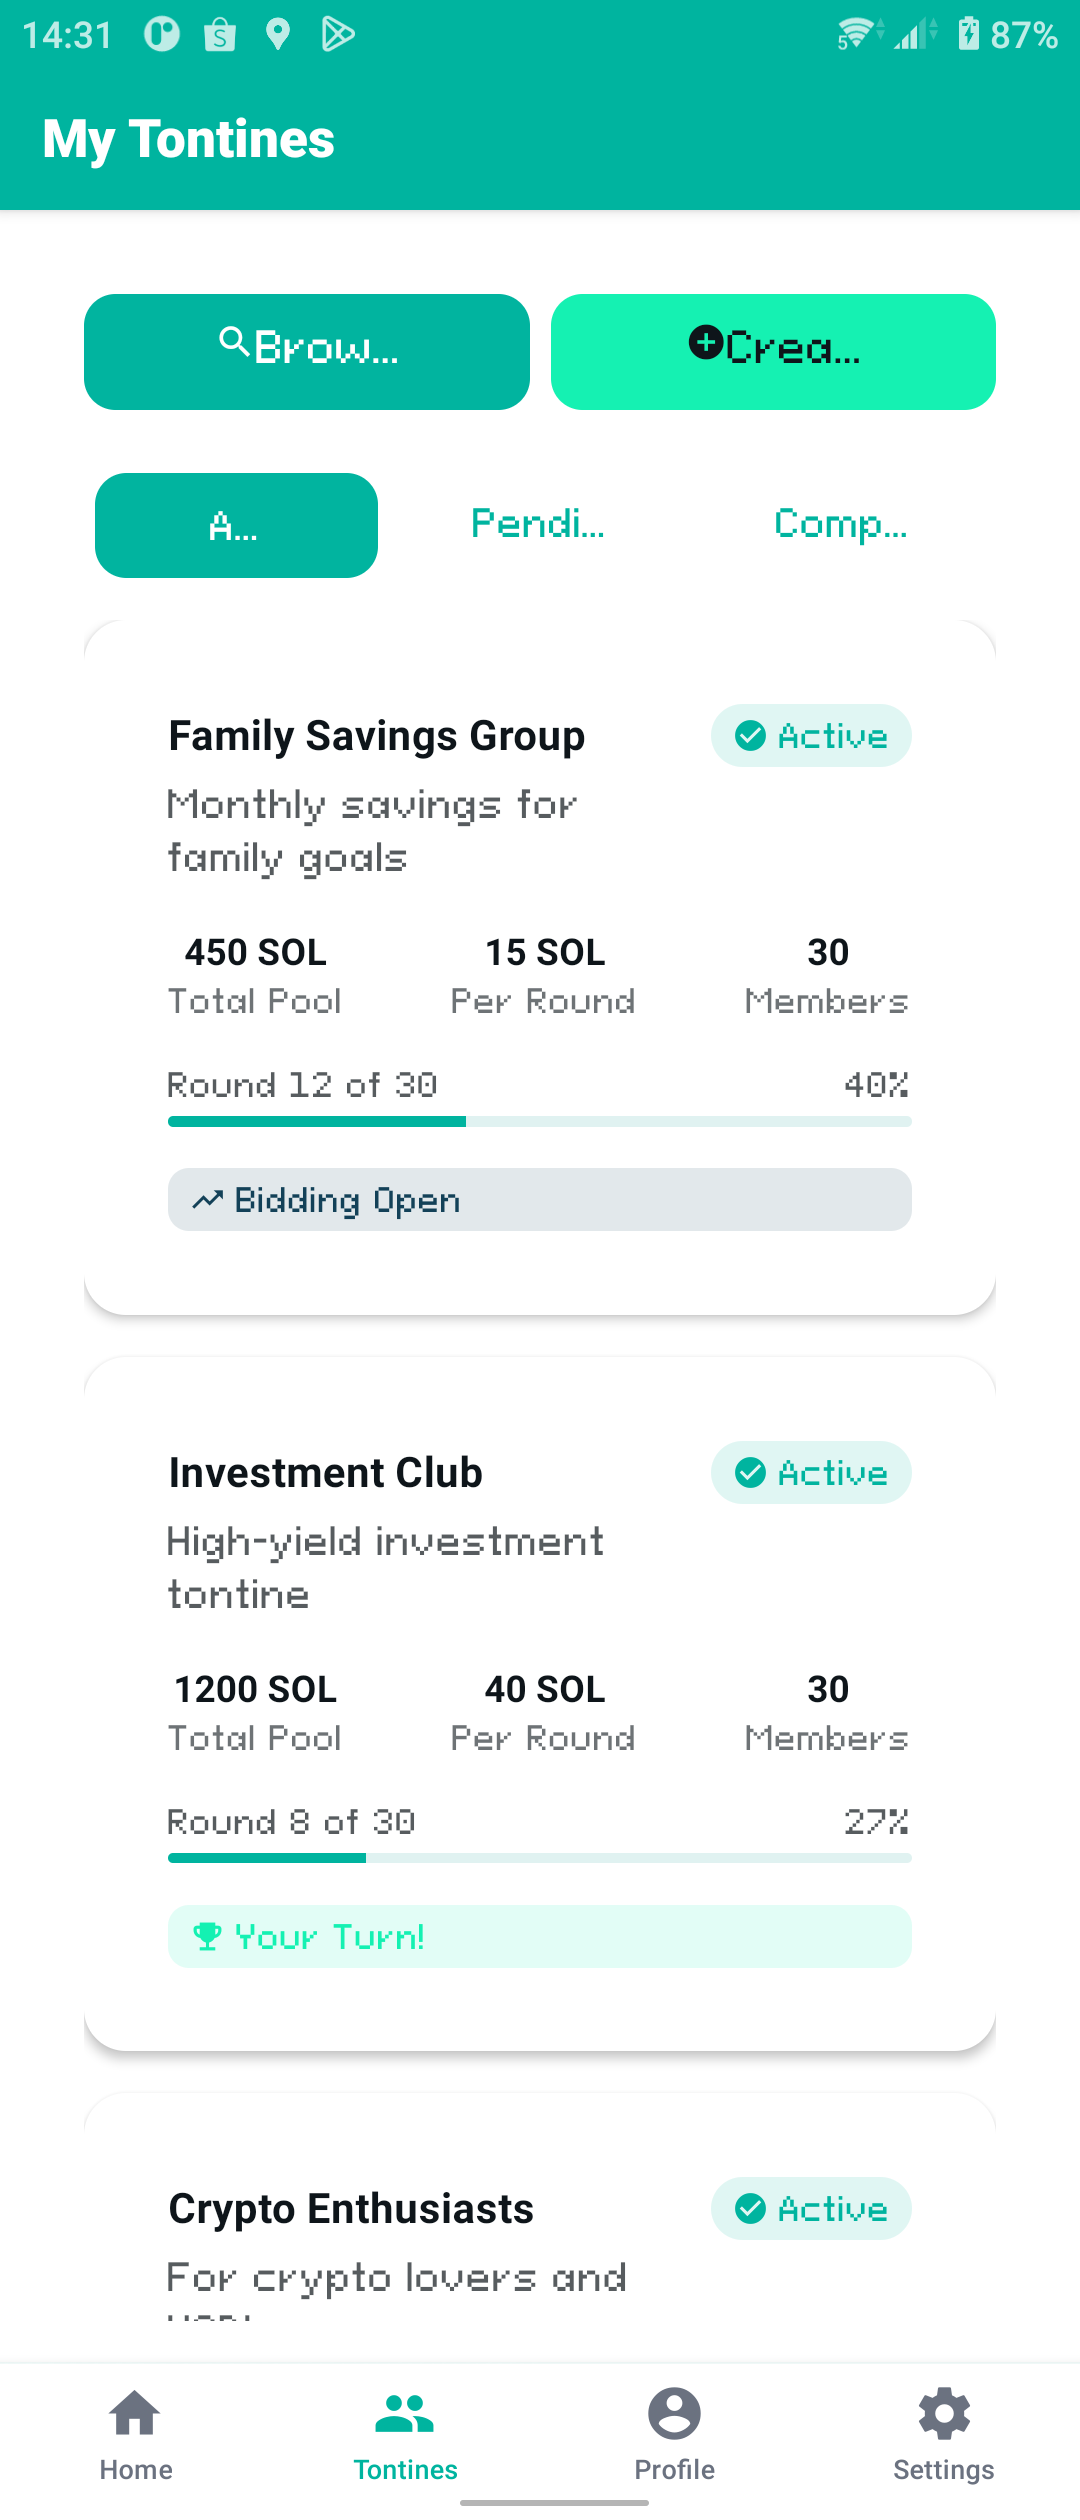 14:31
87%
My Tontines
Brow...
Crea...
A...
Pendi...
Comp...
Family Savings Group
Active
Monthly savings for
family goals
450 SOL
15 SOL
30
Total Pool
Per Round
Members
Round 12 of 30
40%
Bidding Open
Investment Club
Active
High-yield investment
tontine
1200 SOL
40 SOL
30
Total Pool
Per Round
Members
Round 8 of 30
27%
Your Turn!
Crypto Enthusiasts
Active
For crypto lovers and
Home
Tontines
Profile
Settings